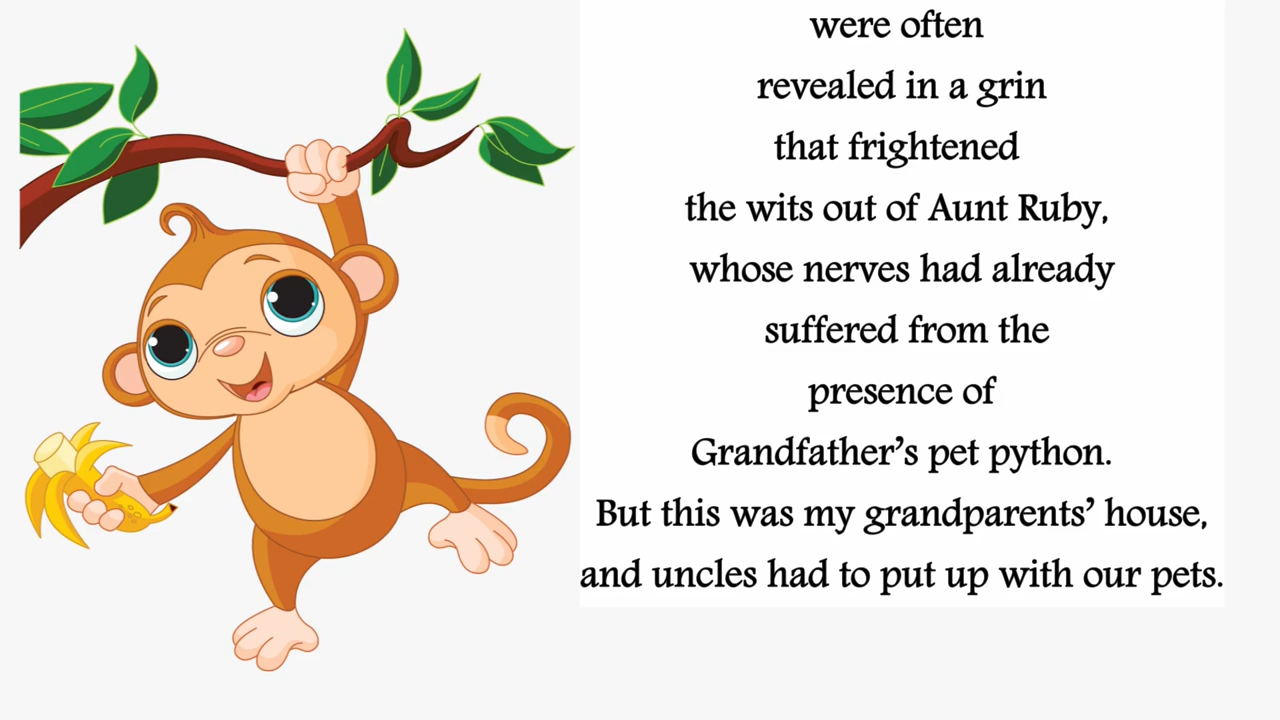 were often
revealed in a grin
that frightened
the wits out of Aunt Ruby,
whose nerves had already
suffered from the
presence of
Grandfather’s pet python.
But this was my grandparents’ house,
and uncles had to put up with our pets.